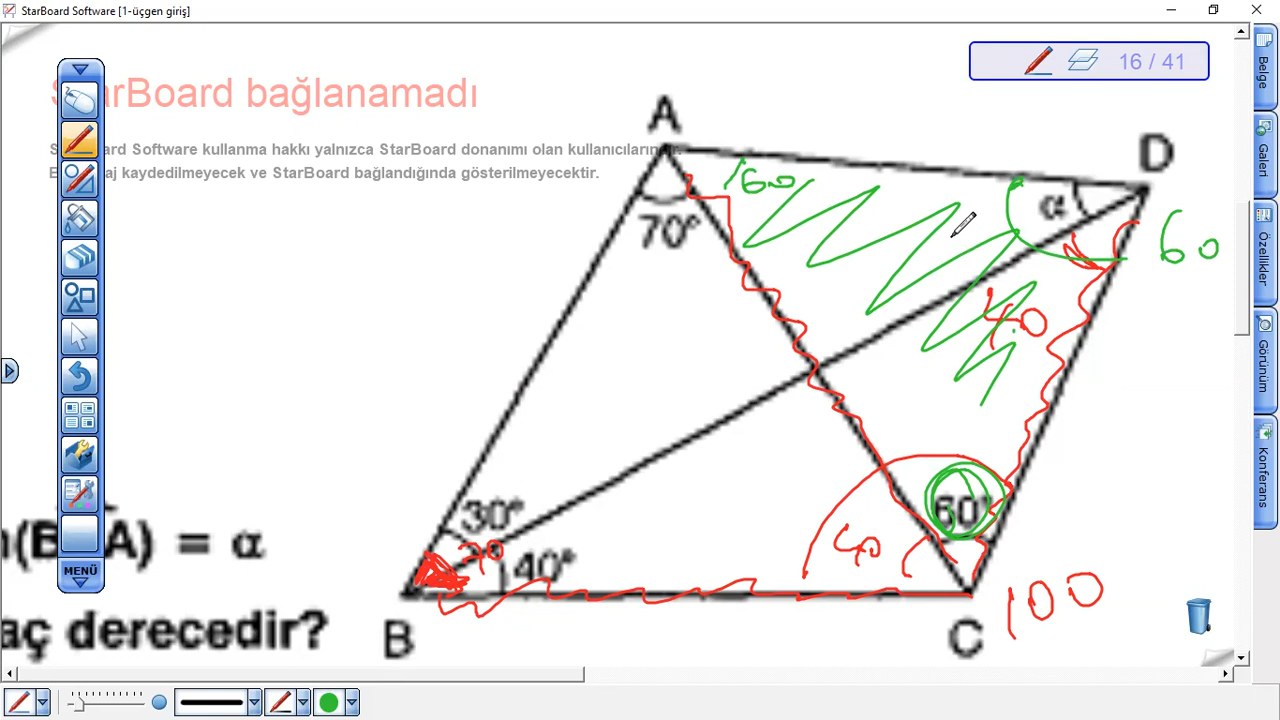 StarBoard Software [1-üçgen giriş]
16 / 41
arBoard bağlanamadı
ard Software kullanma hakkı yalnızca StarBoard donanımı olan kullanıcıların
aj kaydedilmeyecek ve StarBoard bağlandığında gösterilmeyecektir.
A
D
70°
α
60
60
40
30°
70
40°
40
60°
100
B
C
A) = α
aç derecedir?
MENÜ
Belge
Galeri
Özellikler
Görünüm
Konferans